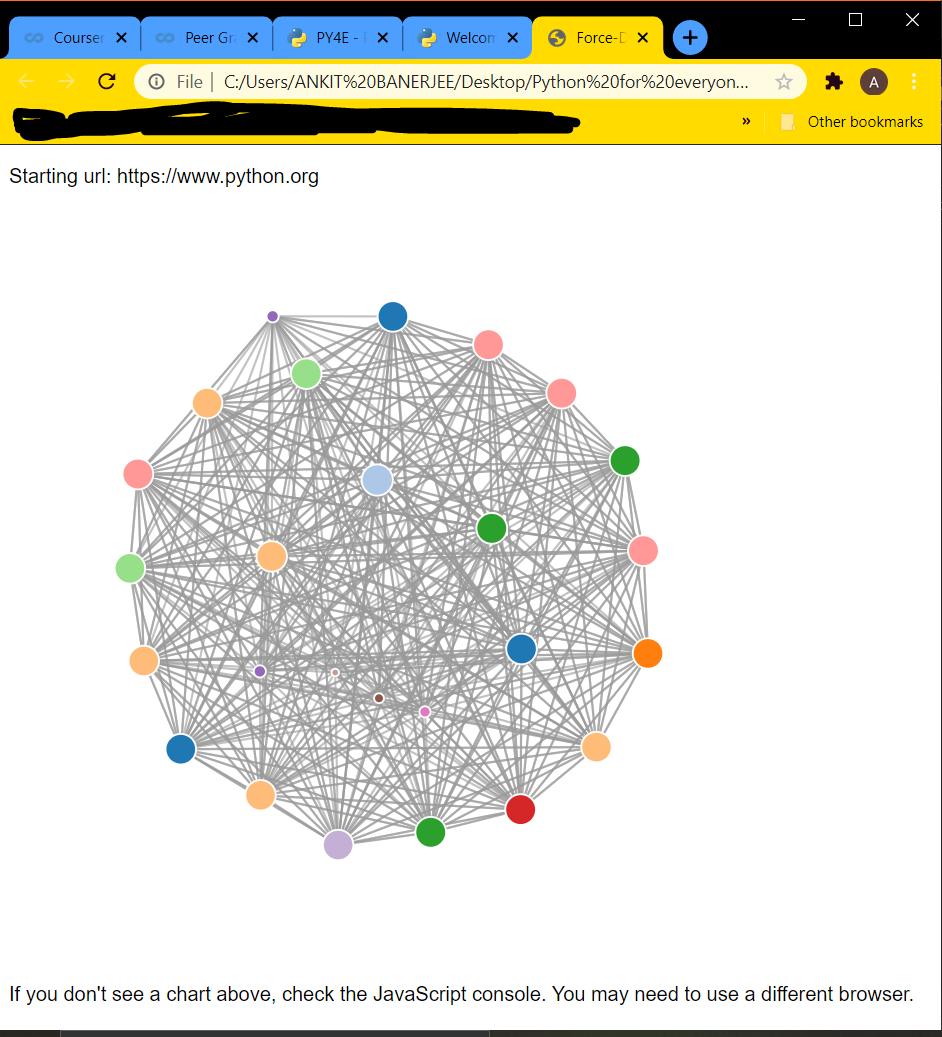 Courser Peer Gr PY4E - Welcom Force-D
File C:/Users/ANKIT%20BANERJEE/Desktop/Python%20for%20everyon... A
» Other bookmarks
Starting url: https://www.python.org
If you don't see a chart above, check the JavaScript console. You may need to use a different browser.